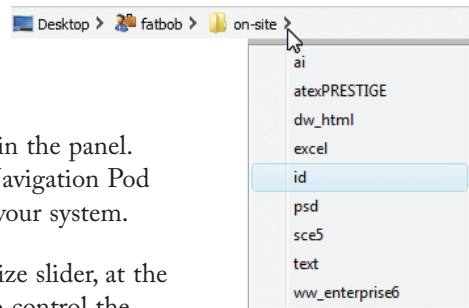 Desktop > fatbob > on-site >
ai
atexPRESTIGE
dw_html
excel
id
psd
sce5
text
ww_enterprise6
in the panel.
Navigation Pod
your system.
ize slider, at the
control the